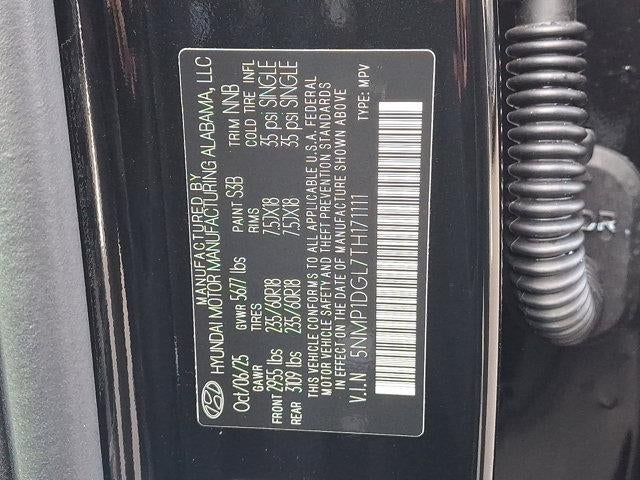 MANUFACTURED BY
HYUNDAI MOTOR MANUFACTURING ALABAMA, LLC
Oct/06/25 GVWR 5677 lbs PAINT S3B TRIM NNB
GAWR TIRES RIMS COLD TIRE INFL
FRONT 2955 lbs 235/60R18 7.5JX18 35 psi SINGLE
REAR 3109 lbs 235/60R18 7.5JX18 35 psi SINGLE
THIS VEHICLE CONFORMS TO ALL APPLICABLE U.S.A. FEDERAL
MOTOR VEHICLE SAFETY AND THEFT PREVENTION STANDARDS
IN EFFECT ON THE DATE OF MANUFACTURE SHOWN ABOVE
V.I.N 5NMP1DGL7TH171111 TYPE: MPV